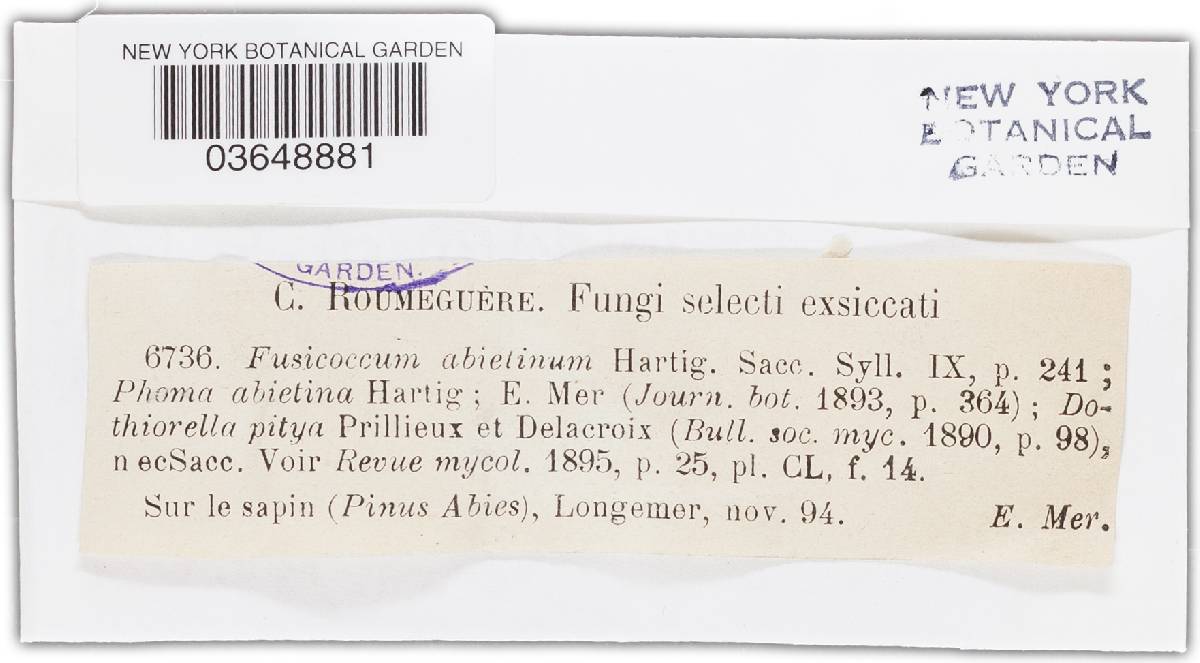 NEW YORK BOTANICAL GARDEN
03648881
NEW YORK
BOTANICAL
GARDEN
GARDEN.
C. ROUMEGUÈRE. Fungi selecti exsiccati
6736. Fusicoccum abietinum Hartig. Sacc. Syll. IX, p. 241 ;
Phoma abietina Hartig ; E. Mer (Journ. bot. 1893, p. 364) ; Do-
thiorella pitya Prillieux et Delacroix (Bull. soc. myc. 1890, p. 98),
n ecSacc. Voir Revue mycol. 1895, p. 25, pl. CL, f. 14.
Sur le sapin (Pinus Abies), Longemer, nov. 94. E. Mer.